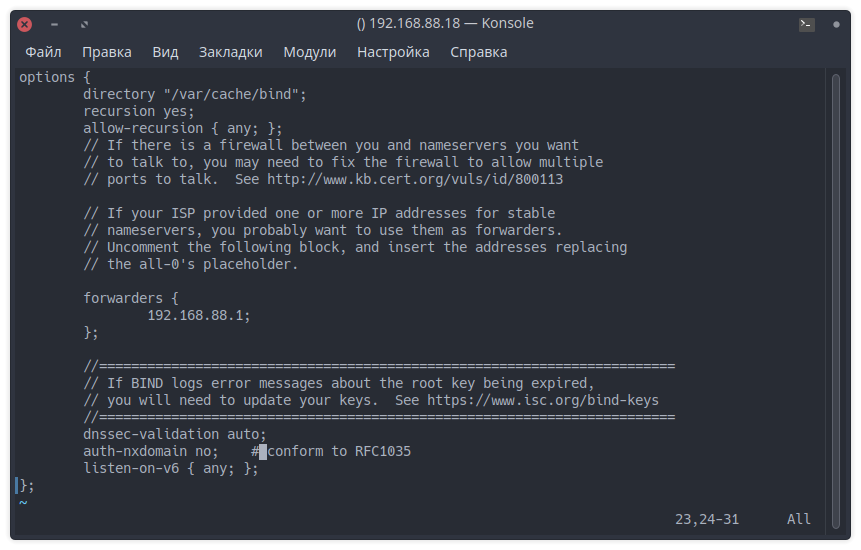 () 192.168.88.18 — Konsole
Файл Правка Вид Закладки Модули Настройка Справка
options {
directory "/var/cache/bind";
recursion yes;
allow-recursion { any; };
// If there is a firewall between you and nameservers you want
// to talk to, you may need to fix the firewall to allow multiple
// ports to talk.  See http://www.kb.cert.org/vuls/id/800113
// If your ISP provided one or more IP addresses for stable
// nameservers, you probably want to use them as forwarders.
// Uncomment the following block, and insert the addresses replacing
// the all-0's placeholder.
forwarders {
192.168.88.1;
};
//========================================================================
// If BIND logs error messages about the root key being expired,
// you will need to update your keys.  See https://www.isc.org/bind-keys
//========================================================================
dnssec-validation auto;
auth-nxdomain no;    # conform to RFC1035
listen-on-v6 { any; };
};
~
23,24-31 All